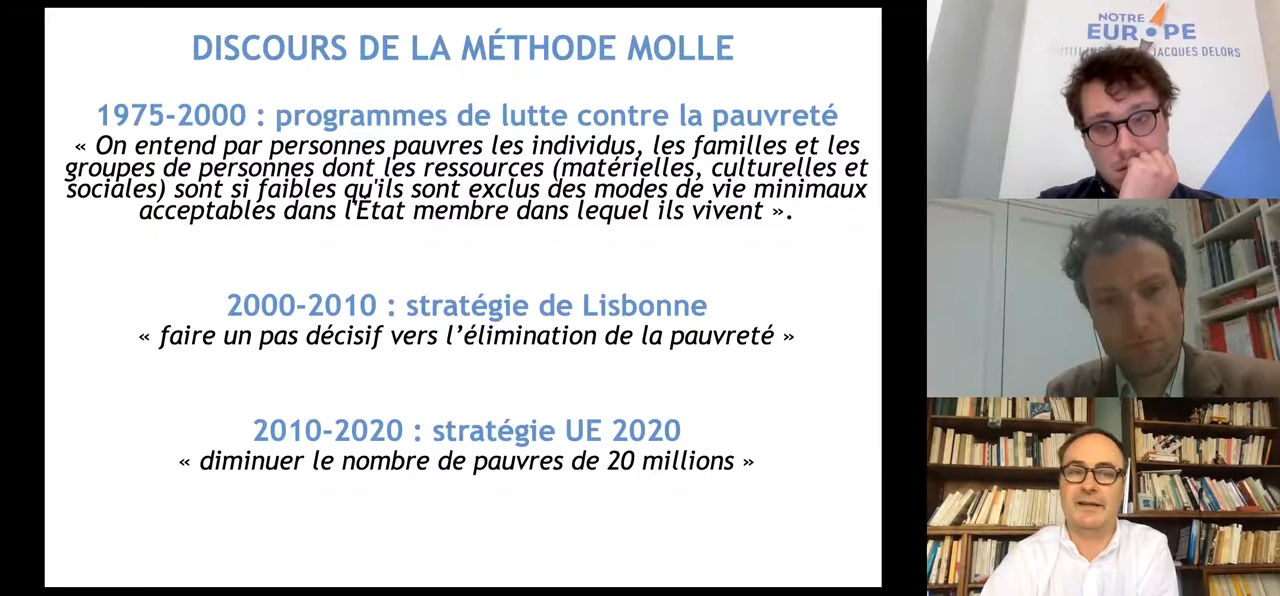 DISCOURS DE LA MÉTHODE MOLLE
1975-2000 : programmes de lutte contre la pauvreté
« On entend par personnes pauvres les individus, les familles et les
groupes de personnes dont les ressources (matérielles, culturelles et
sociales) sont si faibles qu'ils sont exclus des modes de vie minimaux
acceptables dans l'État membre dans lequel ils vivent ».
2000-2010 : stratégie de Lisbonne
« faire un pas décisif vers l’élimination de la pauvreté »
2010-2020 : stratégie UE 2020
« diminuer le nombre de pauvres de 20 millions »
NOTRE
EUROPE
JACQUES DELORS